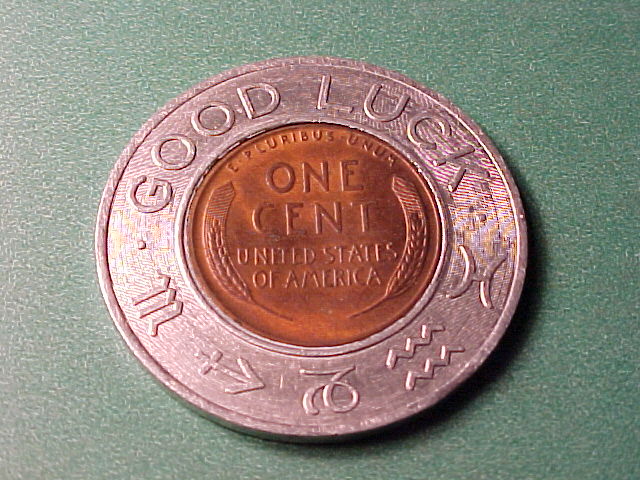 GOOD LUCK
E·PLURIBUS·UNUM
ONE
CENT
UNITED STATES
OF AMERICA